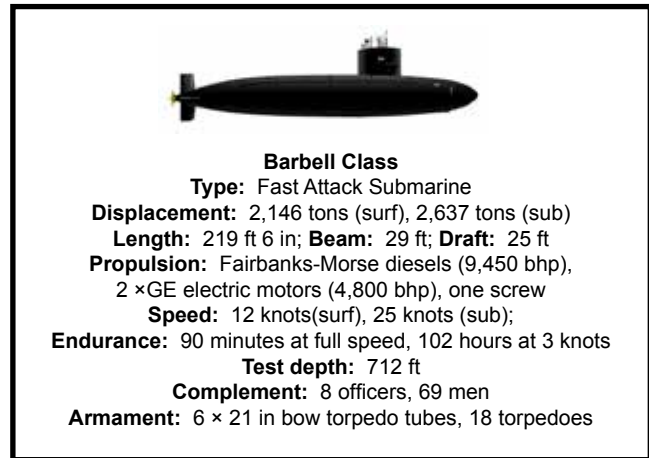 Barbell Class
Type: Fast Attack Submarine
Displacement: 2,146 tons (surf), 2,637 tons (sub)
Length: 219 ft 6 in; Beam: 29 ft; Draft: 25 ft
Propulsion: Fairbanks-Morse diesels (9,450 bhp),
2 ×GE electric motors (4,800 bhp), one screw
Speed: 12 knots(surf), 25 knots (sub);
Endurance: 90 minutes at full speed, 102 hours at 3 knots
Test depth: 712 ft
Complement: 8 officers, 69 men
Armament: 6 × 21 in bow torpedo tubes, 18 torpedoes